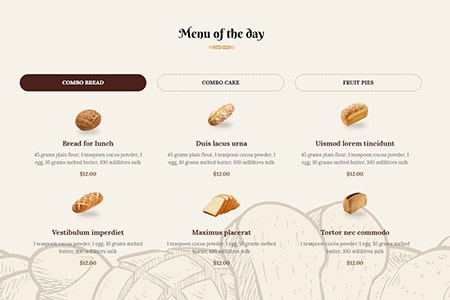 Menu of the day
COMBO BREAD
COMBO CAKE
FRUIT PIES
Bread for lunch
45 grams plain flour, 1 teaspoon cocoa powder, 1
egg, 10 grams melted butter, 100 millilitres milk
$12.00
Duis lacus urna
45 grams plain flour, 1 teaspoon cocoa powder, 1
egg, 10 grams melted butter, 100 millilitres milk
$12.00
Uismod lorem tincidunt
45 grams plain flour, 1 teaspoon cocoa powder, 1
egg, 10 grams melted butter, 100 millilitres milk
$12.00
Vestibulum imperdiet
1 teaspoon cocoa powder, 1 egg, 10 grams melted
butter, 100 millilitres milk
$12.00
Maximus placerat
1 teaspoon cocoa powder, 1 egg, 10 grams melted
butter, 100 millilitres milk
$12.00
Tortor nec commodo
1 teaspoon cocoa powder, 1 egg, 10 grams melted
butter, 100 millilitres milk
$12.00